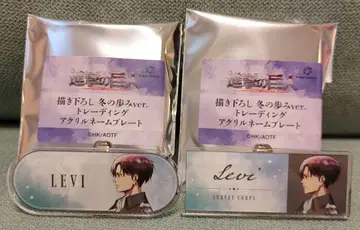 進撃の巨人
描き下ろし 冬の歩みver.
トレーディング
アクリルネームプレート
©HK/AOTF
LEVI
進撃の巨人
描き下ろし 冬の歩みver.
トレーディング
アクリルネームプレート
©HK/AOTF
Levi
SURVEY CORPS